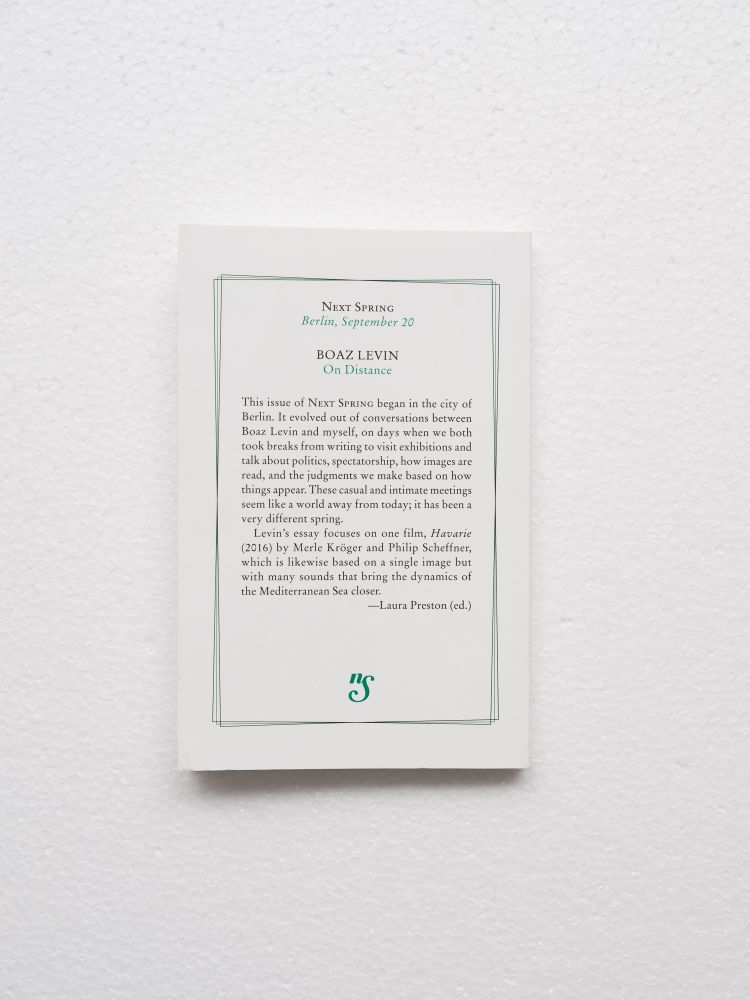 Next Spring
Berlin, September 20
BOAZ LEVIN
On Distance
This issue of Next Spring began in the city of
Berlin. It evolved out of conversations between
Boaz Levin and myself, on days when we both
took breaks from writing to visit exhibitions and
talk about politics, spectatorship, how images are
read, and the judgments we make based on how
things appear. These casual and intimate meetings
seem like a world away from today; it has been a
very different spring.
Levin’s essay focuses on one film, Havarie
(2016) by Merle Kröger and Philip Scheffner,
which is likewise based on a single image but
with many sounds that bring the dynamics of
the Mediterranean Sea closer.
—Laura Preston (ed.)
nS